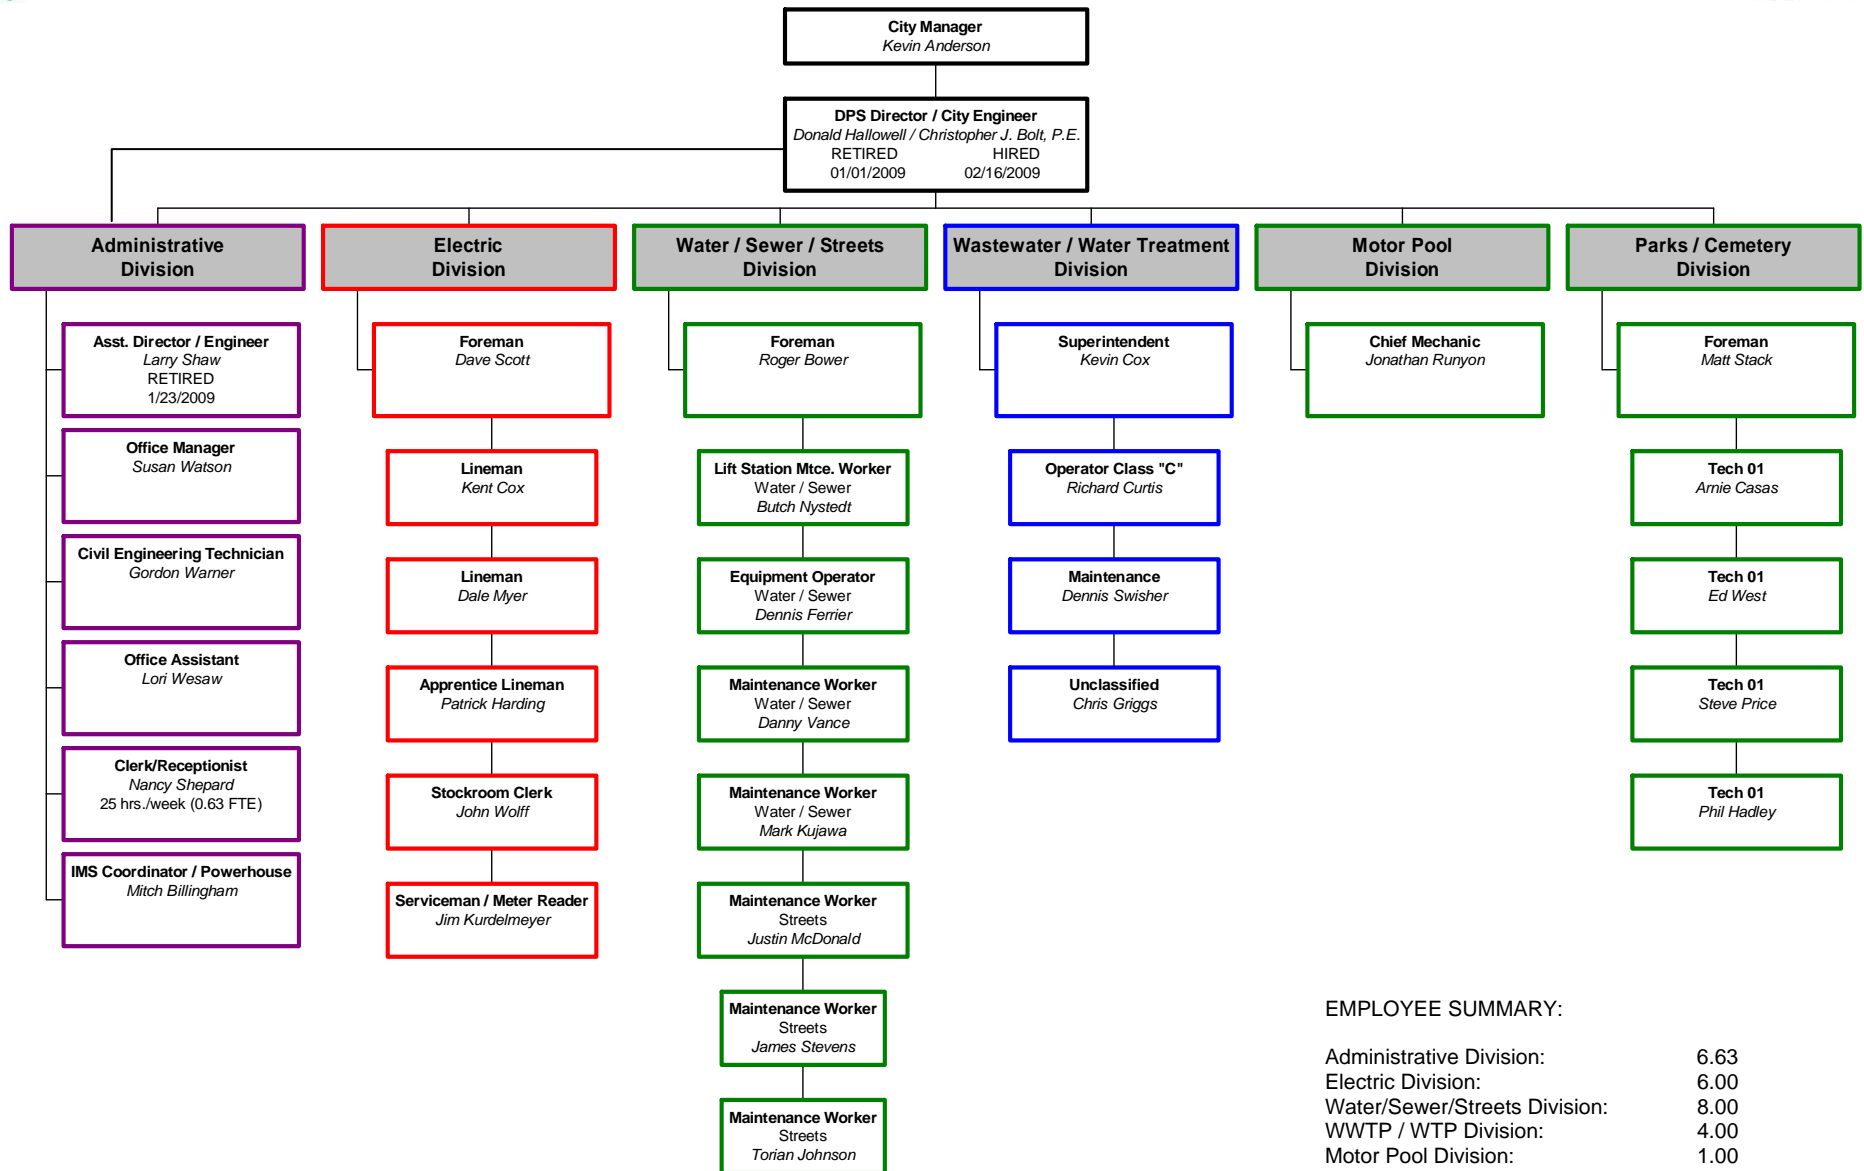 City Manager
Kevin Anderson
DPS Director / City Engineer
Donald Hallowell / Christopher J. Bolt, P.E.
RETIRED HIRED
01/01/2009 02/16/2009
Administrative
Division
Asst. Director / Engineer
Larry Shaw
RETIRED
1/23/2009
Office Manager
Susan Watson
Civil Engineering Technician
Gordon Warner
Office Assistant
Lori Wesaw
Clerk/Receptionist
Nancy Shepard
25 hrs./week (0.63 FTE)
IMS Coordinator / Powerhouse
Mitch Billingham
Electric
Division
Foreman
Dave Scott
Lineman
Kent Cox
Lineman
Dale Myer
Apprentice Lineman
Patrick Harding
Stockroom Clerk
John Wolff
Serviceman / Meter Reader
Jim Kurdelmeyer
Water / Sewer / Streets
Division
Foreman
Roger Bower
Lift Station Mtce. Worker
Water / Sewer
Butch Nystedt
Equipment Operator
Water / Sewer
Dennis Ferrier
Maintenance Worker
Water / Sewer
Danny Vance
Maintenance Worker
Water / Sewer
Mark Kujawa
Maintenance Worker
Streets
Justin McDonald
Maintenance Worker
Streets
James Stevens
Maintenance Worker
Streets
Torian Johnson
Wastewater / Water Treatment
Division
Superintendent
Kevin Cox
Operator Class "C"
Richard Curtis
Maintenance
Dennis Swisher
Unclassified
Chris Griggs
Motor Pool
Division
Chief Mechanic
Jonathan Runyon
Parks / Cemetery
Division
Foreman
Matt Stack
Tech 01
Arnie Casas
Tech 01
Ed West
Tech 01
Steve Price
Tech 01
Phil Hadley
EMPLOYEE SUMMARY:
Administrative Division: 6.63
Electric Division: 6.00
Water/Sewer/Streets Division: 8.00
WWTP / WTP Division: 4.00
Motor Pool Division: 1.00